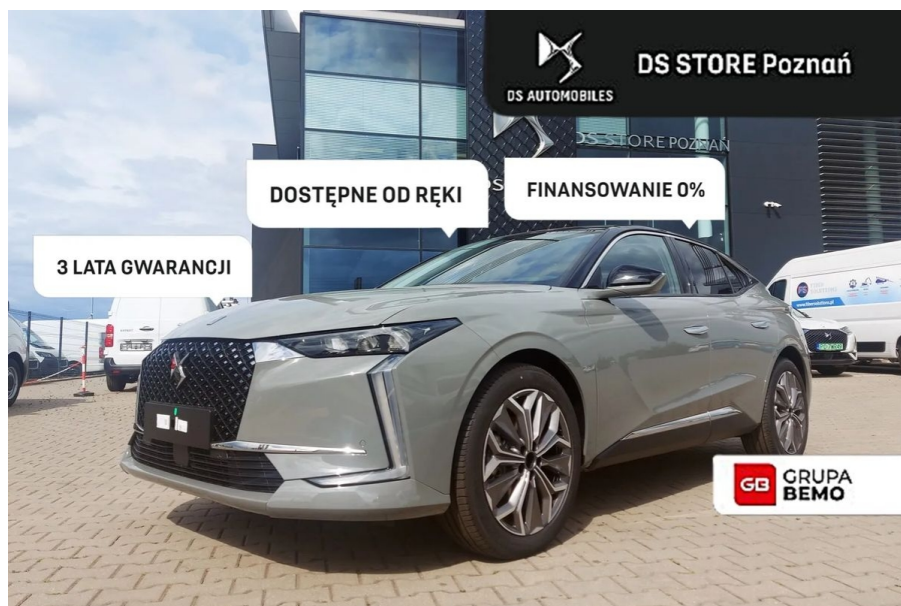 DS AUTOMOBILES
DS STORE Poznań
DS STORE POZNAŃ
DOSTĘPNE OD RĘKI
FINANSOWANIE 0%
3 LATA GWARANCJI
GB
GRUPA
BEMO